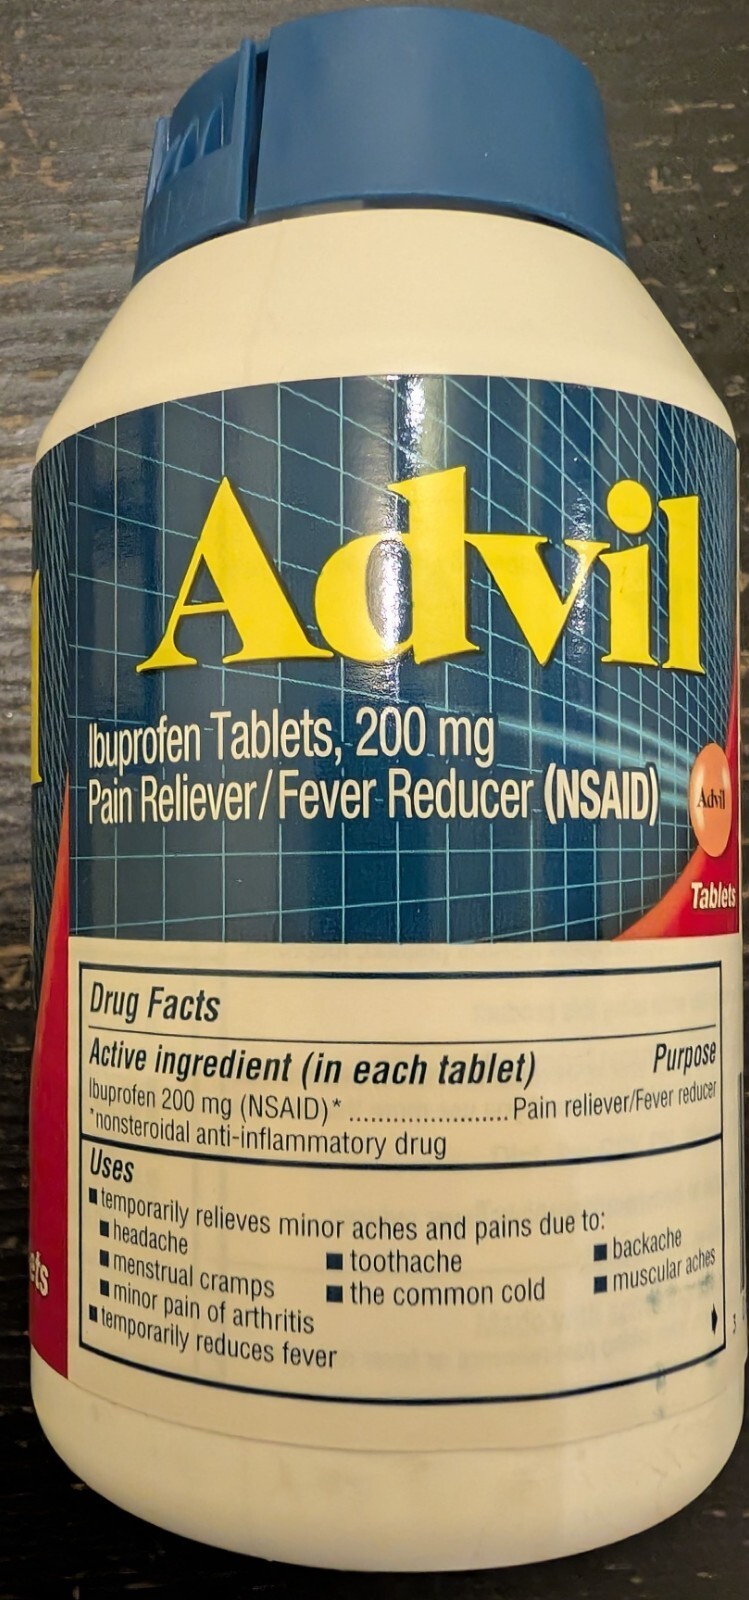 Advil
Ibuprofen Tablets, 200 mg
Pain Reliever/Fever Reducer (NSAID)
Advil
Tablets
Drug Facts
Active ingredient (in each tablet) Purpose
Ibuprofen 200 mg (NSAID)* ........................ Pain reliever/Fever reducer
*nonsteroidal anti-inflammatory drug
Uses
■ temporarily relieves minor aches and pains due to:
■ headache ■ toothache ■ backache
■ menstrual cramps ■ the common cold ■ muscular aches
■ minor pain of arthritis
■ temporarily reduces fever
l
ets
3